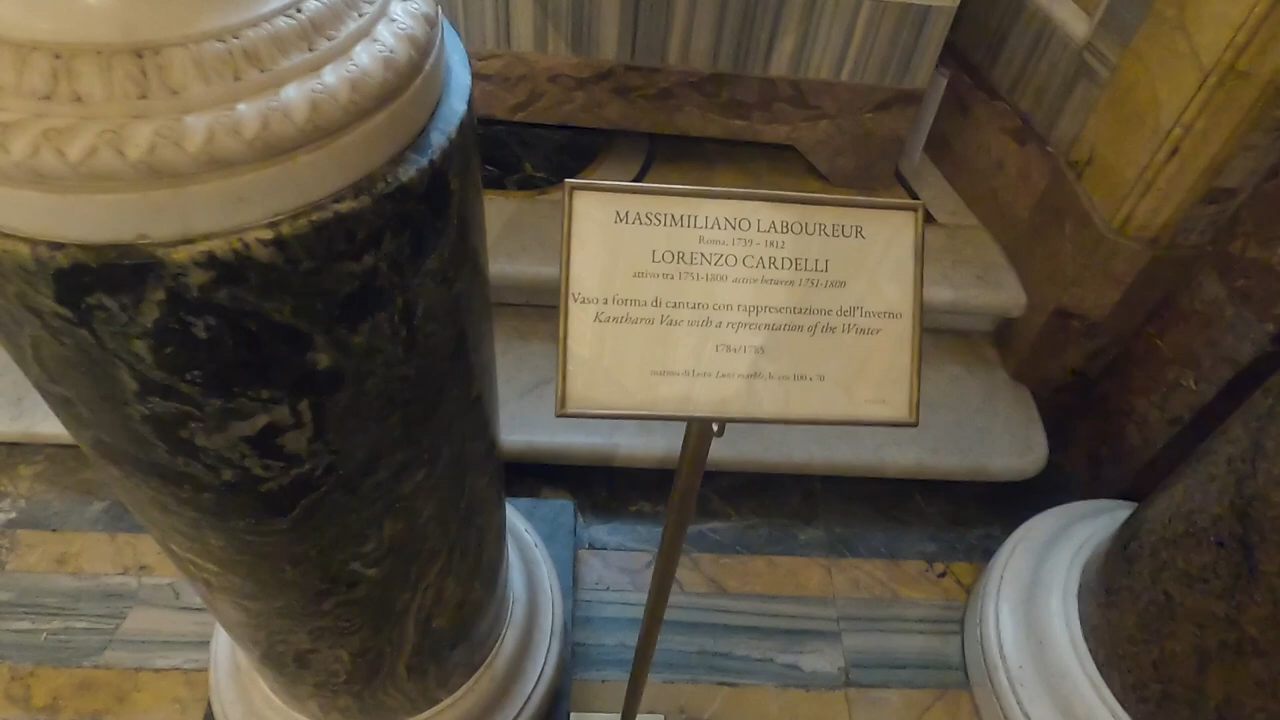 MASSIMILIANO LABOUREUR
Roma, 1739 - 1812
LORENZO CARDELLI
attivo tra 1751-1800 active between 1751-1800
Vaso a forma di cantaro con rappresentazione dell'Inverno
Kantharos Vase with a representation of the Winter
1784/1785
marmo di Luni Luni marble, h. cm 100 x 70